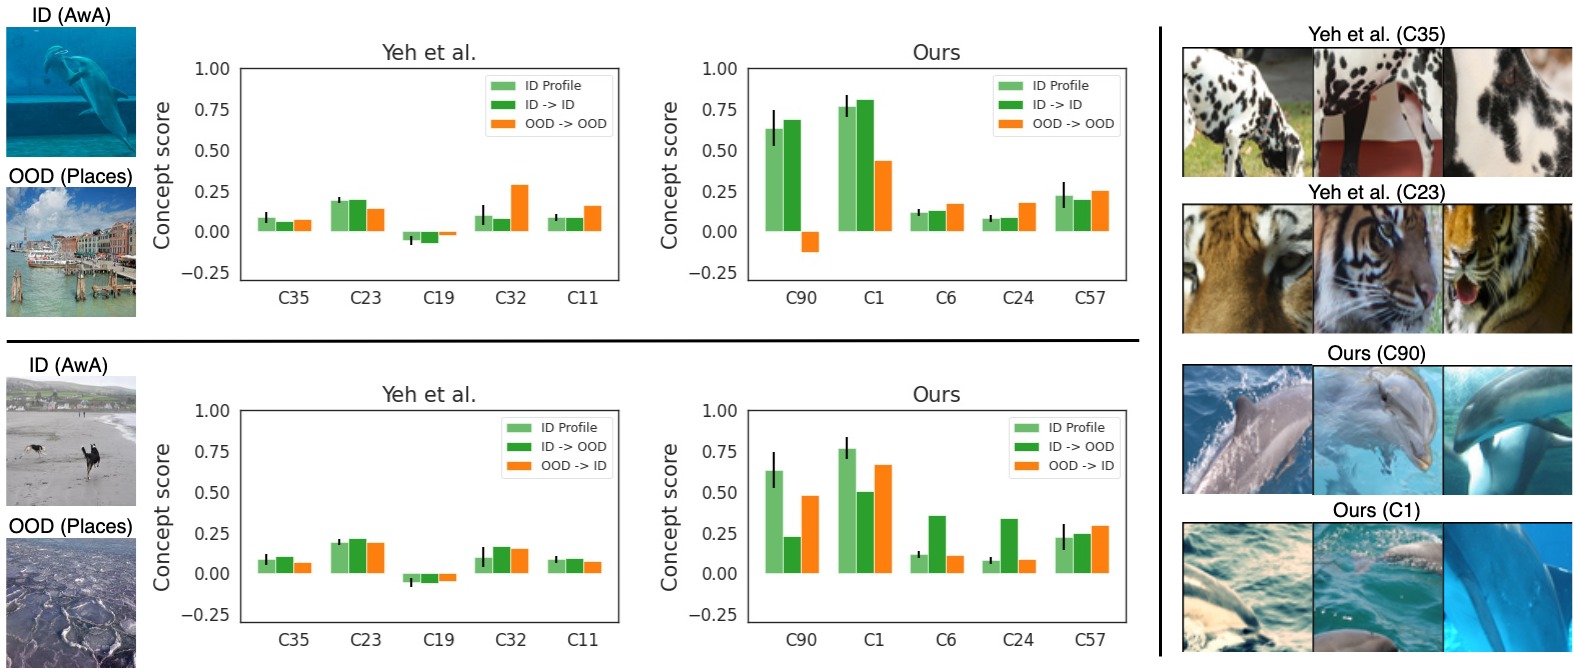 ID (AwA)
OOD (Places)
Yeh et al.
Concept score
1.00
0.75
0.50
0.25
0.00
−0.25
ID Profile
ID -> ID
OOD -> OOD
C35 C23 C19 C32 C11
Ours
Concept score
1.00
0.75
0.50
0.25
0.00
−0.25
ID Profile
ID -> ID
OOD -> OOD
C90 C1 C6 C24 C57
ID (AwA)
OOD (Places)
Yeh et al.
Concept score
1.00
0.75
0.50
0.25
0.00
−0.25
ID Profile
ID -> OOD
OOD -> ID
C35 C23 C19 C32 C11
Ours
Concept score
1.00
0.75
0.50
0.25
0.00
−0.25
ID Profile
ID -> OOD
OOD -> ID
C90 C1 C6 C24 C57
Yeh et al. (C35)
Yeh et al. (C23)
Ours (C90)
Ours (C1)